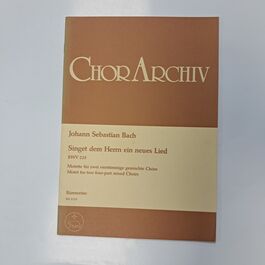 CHORARCHIV
Johann Sebastian Bach
Singet dem Herrn ein neues Lied
BWV 225
Motette für zwei vierstimmige gemischte Chöre
Motet for two four-part mixed Choirs
Bärenreiter